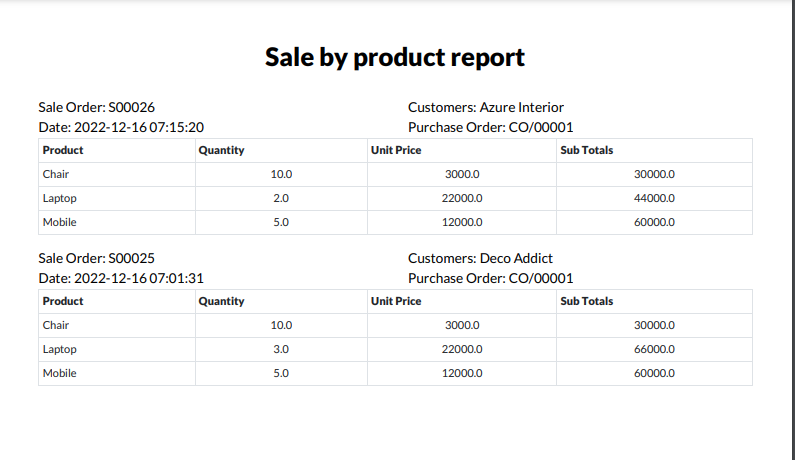 Sale by product report
Sale Order: S00026 Customers: Azure Interior
Date: 2022-12-16 07:15:20 Purchase Order: CO/00001
Product Quantity Unit Price Sub Totals
Chair 10.0 3000.0 30000.0
Laptop 2.0 22000.0 44000.0
Mobile 5.0 12000.0 60000.0
Sale Order: S00025 Customers: Deco Addict
Date: 2022-12-16 07:01:31 Purchase Order: CO/00001
Product Quantity Unit Price Sub Totals
Chair 10.0 3000.0 30000.0
Laptop 3.0 22000.0 66000.0
Mobile 5.0 12000.0 60000.0